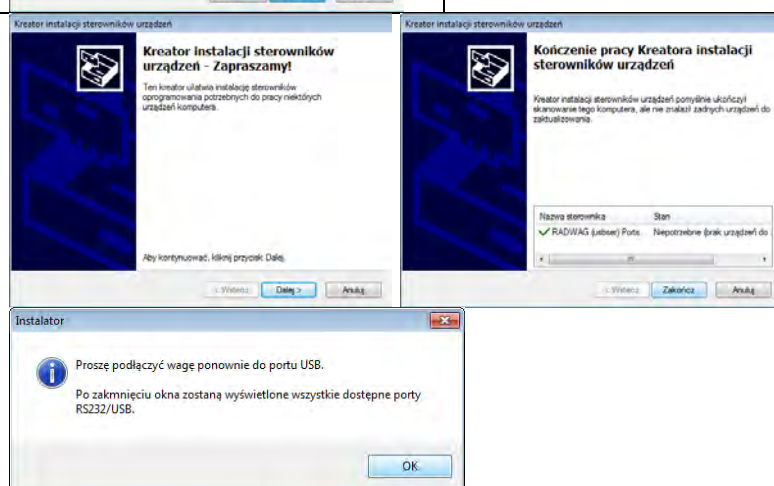 Kreator instalacji sterowników urządzeń
Kreator instalacji sterowników
urządzeń - Zapraszamy!
Ten kreator ułatwia instalację sterowników
oprogramowania potrzebnych do pracy niektórych
urządzeń komputera.
Aby kontynuować, kliknij przycisk Dalej.
< Wstecz
Dalej >
Anuluj
Kreator instalacji sterowników urządzeń
Kończenie pracy Kreatora instalacji
sterowników urządzeń
Kreator instalacji sterowników urządzeń pomyślnie ukończył
skanowanie tego komputera, ale nie znalazł żadnych urządzeń do
zaktualizowania.
Nazwa sterownika Stan
RADWAG (usbser) Ports Niepotrzebne (brak urządzeń do
< Wstecz
Zakończ
Anuluj
Instalator
Proszę podłączyć wagę ponownie do portu USB.
Po zakmnięciu okna zostaną wyświetlone wszystkie dostępne porty
RS232/USB.
OK